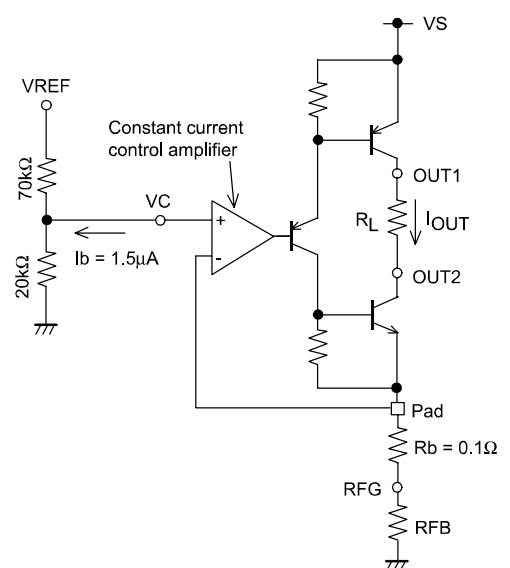 VS
VREF
Constant current
control amplifier
70kΩ
VC
OUT1
+
RL
IOUT
Ib = 1.5μA
-
20kΩ
OUT2
Pad
Rb = 0.1Ω
RFG
RFB